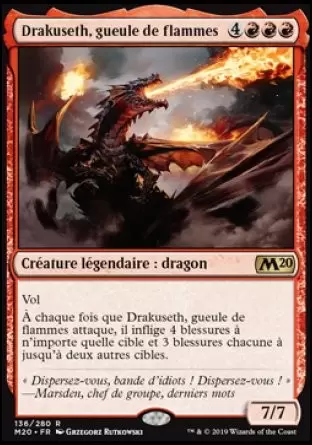 Drakuseth, gueule de flammes 4
Créature légendaire : dragon M20
Vol
À chaque fois que Drakuseth, gueule de
flammes attaque, il inflige 4 blessures à
n'importe quelle cible et 3 blessures chacune à
jusqu'à deux autres cibles.
« Dispersez-vous, bande d'idiots ! Dispersez-vous ! »
—Marsden, chef de groupe, derniers mots
7/7
136/280 R
M20 • FR GRZEGORZ RUTKOWSKI
™ & © 2019 Wizards of the Coast